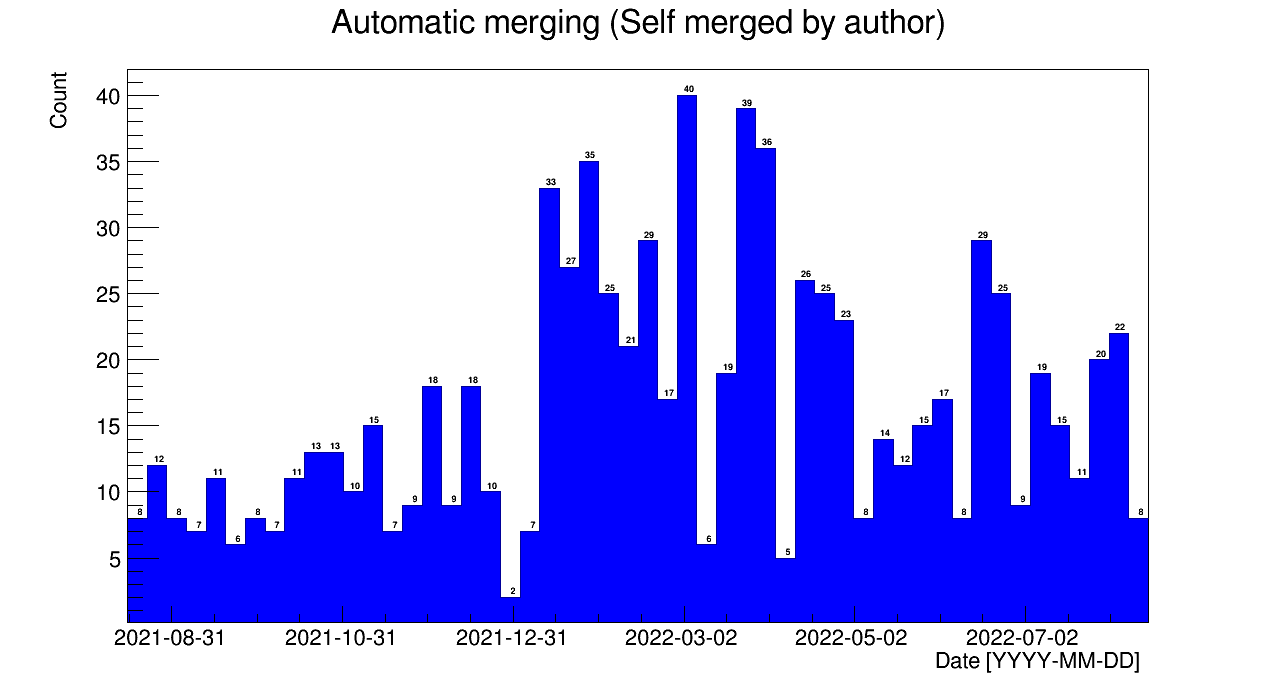 Automatic merging (Self merged by author)
Count
40
35
30
25
20
15
10
5
8 12 8 7 11 6 8 7 11 13 13 10 15 7 9 18 9 18 10 2 7 33 27 35 25 21 29 17 40 6 19 39 36 5 26 25 23 8 14 12 15 17 8 29 25 9 19 15 11 20 22 8
2021-08-31 2021-10-31 2021-12-31 2022-03-02 2022-05-02 2022-07-02
Date [YYYY-MM-DD]